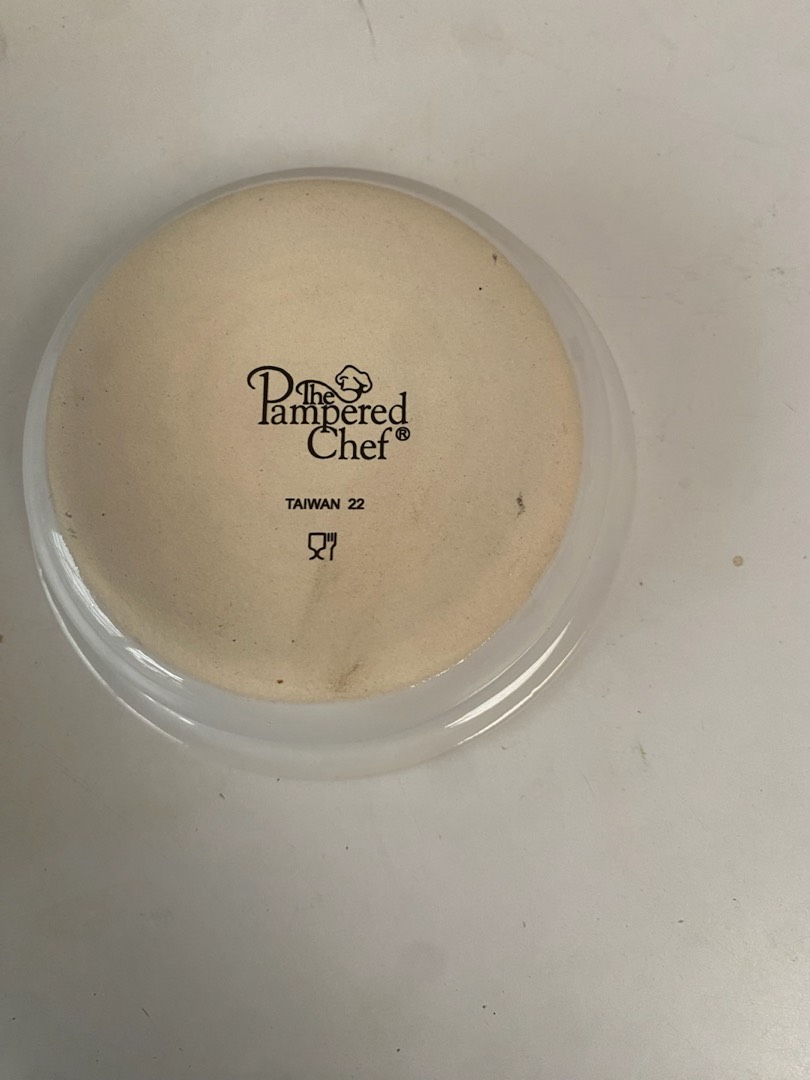 The
Pampered
Chef®
TAIWAN 22